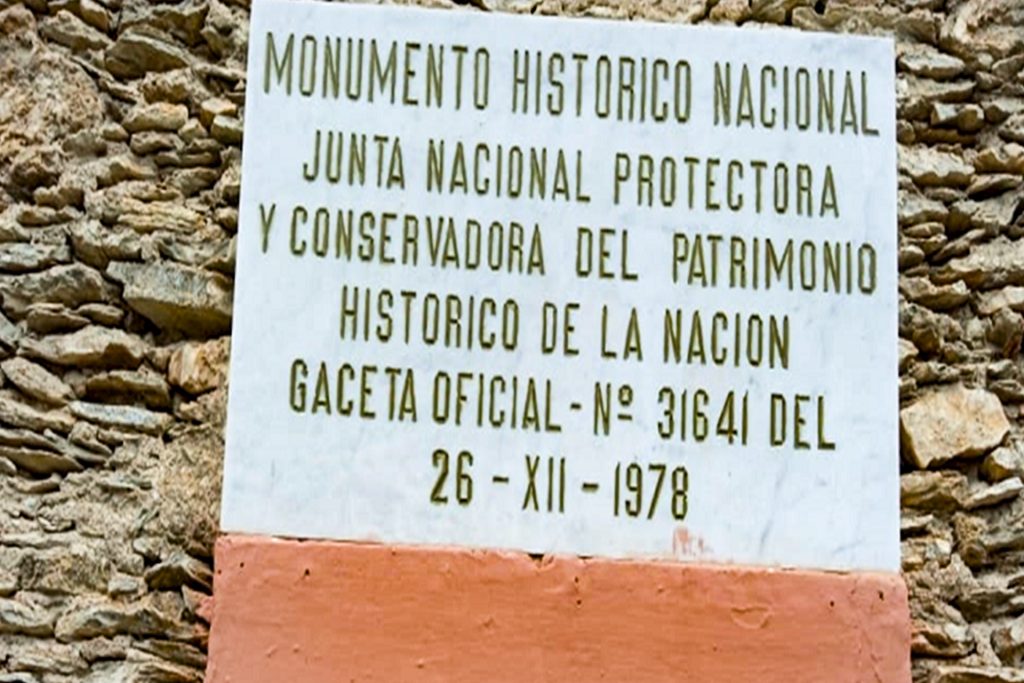 MONUMENTO HISTORICO NACIONAL
JUNTA NACIONAL PROTECTORA
Y CONSERVADORA DEL PATRIMONIO
HISTORICO DE LA NACION
GACETA OFICIAL - Nº 31641 DEL
26 - XII - 1978